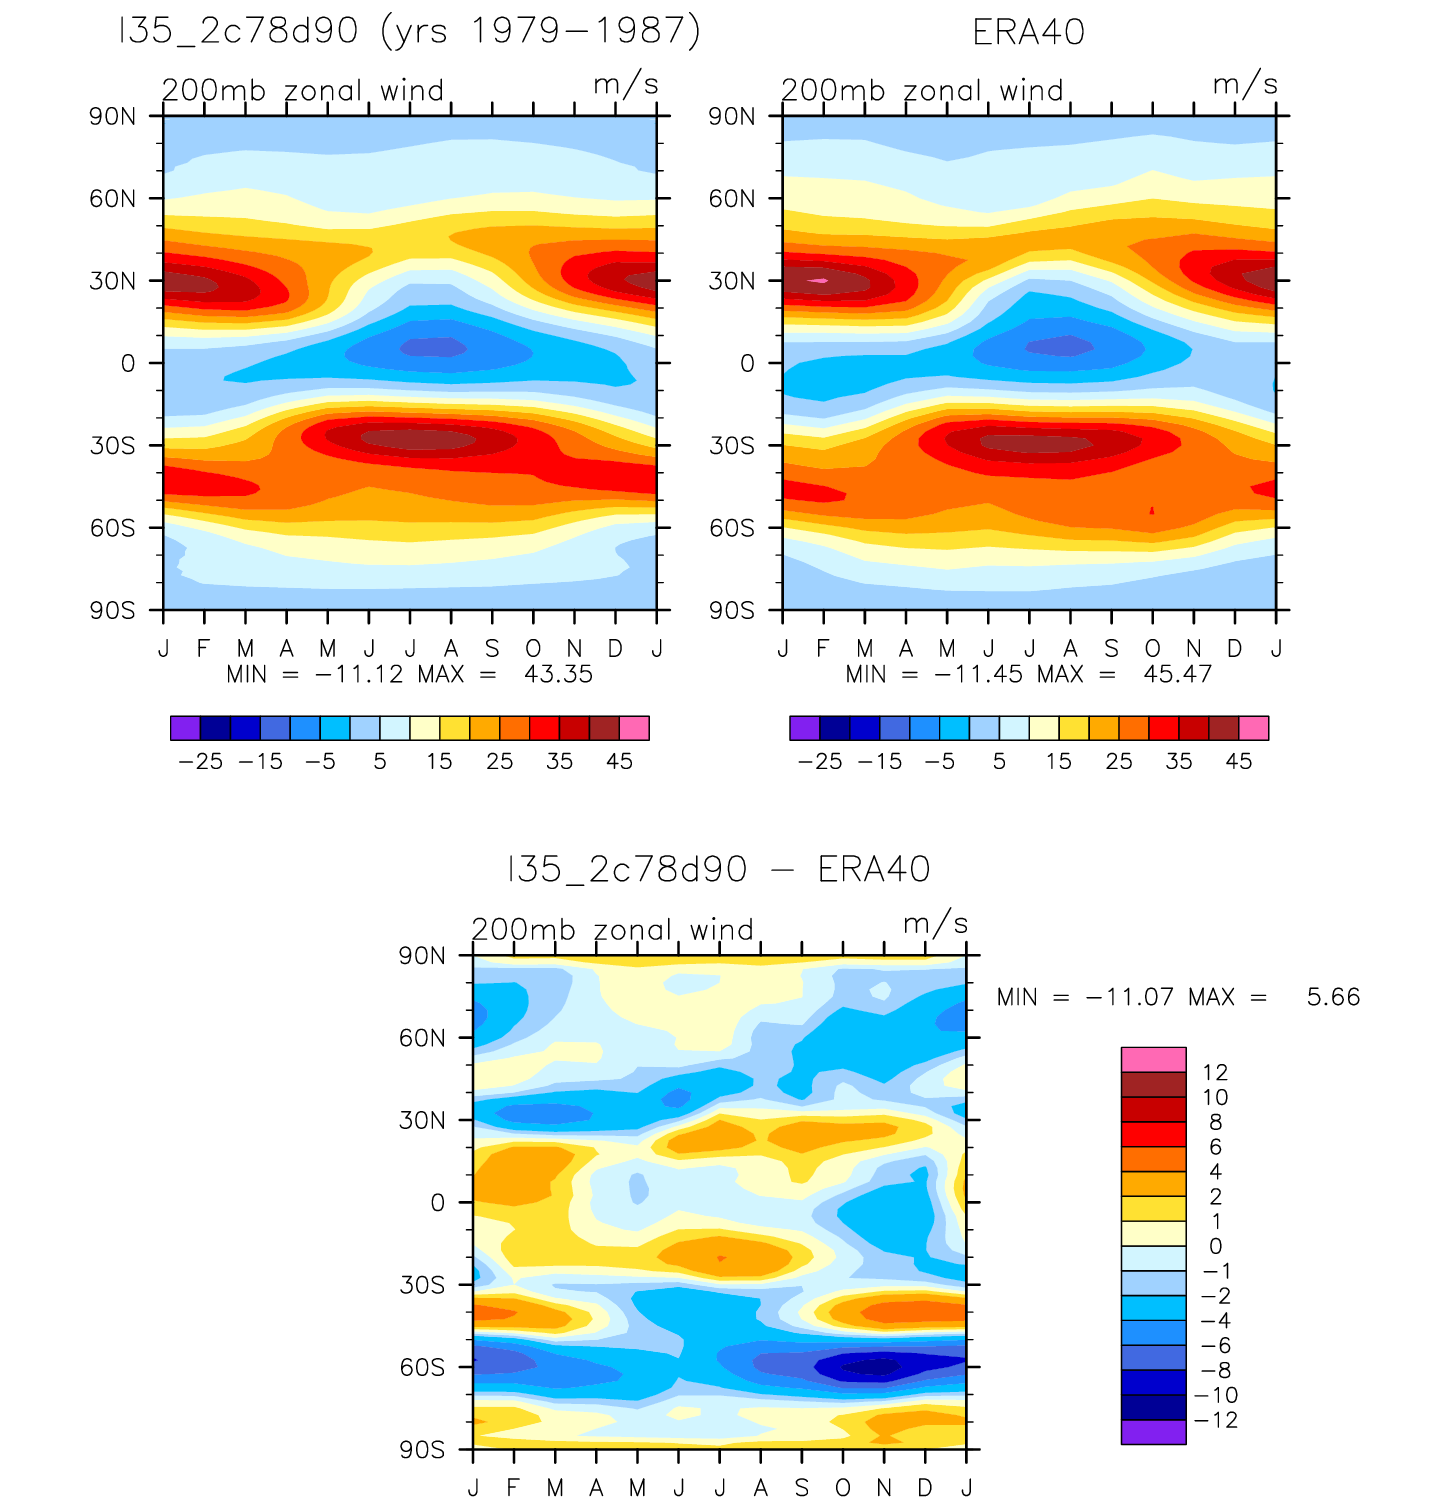 I35_2c78d90 (yrs 1979-1987)
200mb zonal wind m/s
90N
60N
30N
0
30S
60S
90S
J F M A M J J A S O N D J
MIN = -11.12 MAX = 43.35
-25 -15 -5 5 15 25 35 45
ERA40
200mb zonal wind m/s
90N
60N
30N
0
30S
60S
90S
J F M A M J J A S O N D J
MIN = -11.45 MAX = 45.47
-25 -15 -5 5 15 25 35 45
I35_2c78d90 - ERA40
200mb zonal wind m/s
90N
60N
30N
0
30S
60S
90S
J F M A M J J A S O N D J
MIN = -11.07 MAX = 5.66
12
10
8
6
4
2
1
0
-1
-2
-4
-6
-8
-10
-12